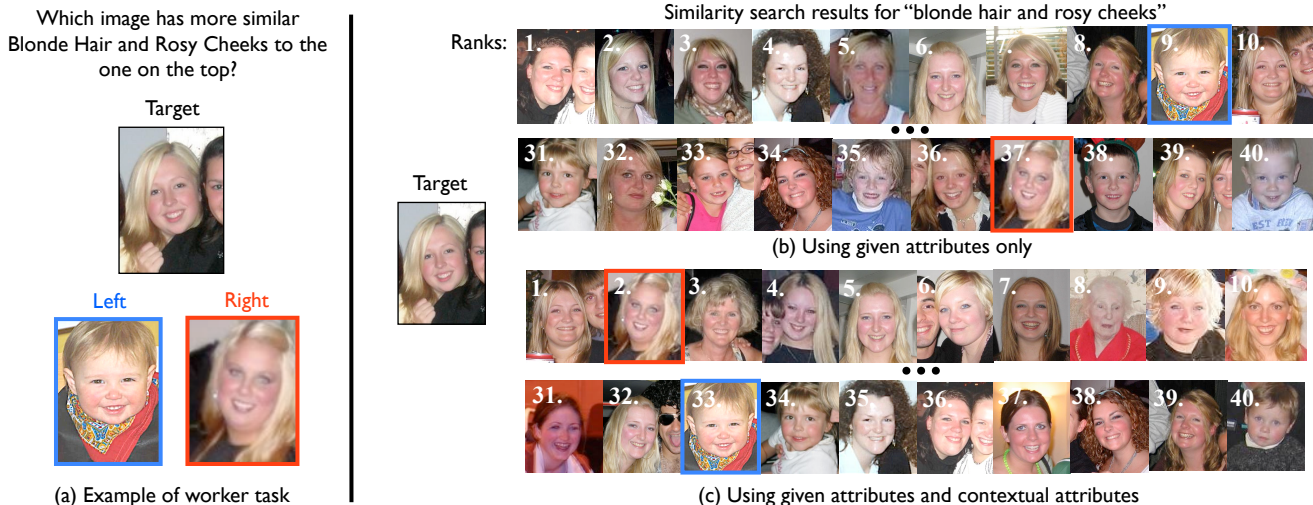 Which image has more similar
Blonde Hair and Rosy Cheeks to the
one on the top?
Target
Left
Right
(a) Example of worker task
Similarity search results for “blonde hair and rosy cheeks”
Ranks:
1. 2. 3. 4. 5. 6. 7. 8. 9. 10.
•••
31. 32. 33. 34. 35. 36. 37. 38. 39. 40.
Target
(b) Using given attributes only
1. 2. 3. 4. 5. 6. 7. 8. 9. 10.
•••
31. 32. 33. 34. 35. 36. 37. 38. 39. 40.
(c) Using given attributes and contextual attributes